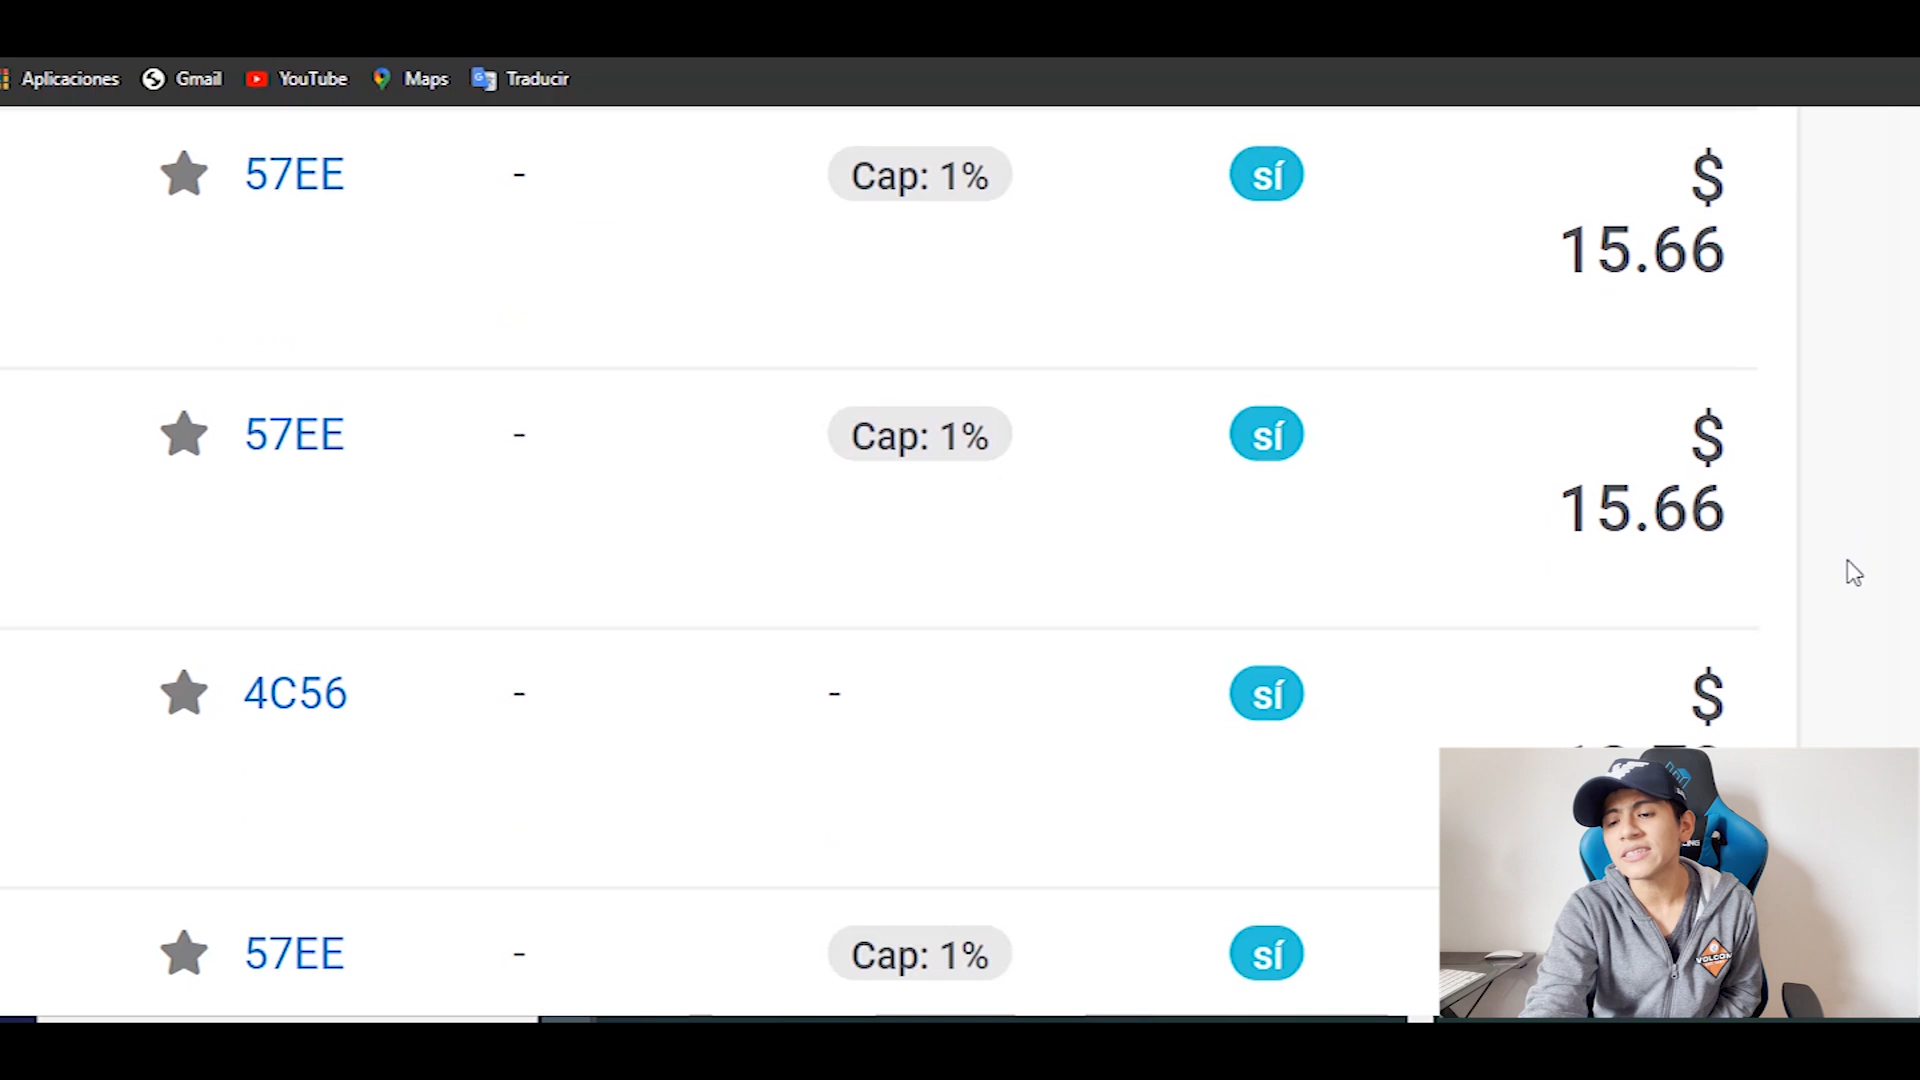 Aplicaciones Gmail YouTube Maps Traducir
57EE - Cap: 1% sí $
15.66
57EE - Cap: 1% sí $
15.66
4C56 - - sí $
57EE - Cap: 1% sí
VOLCOM